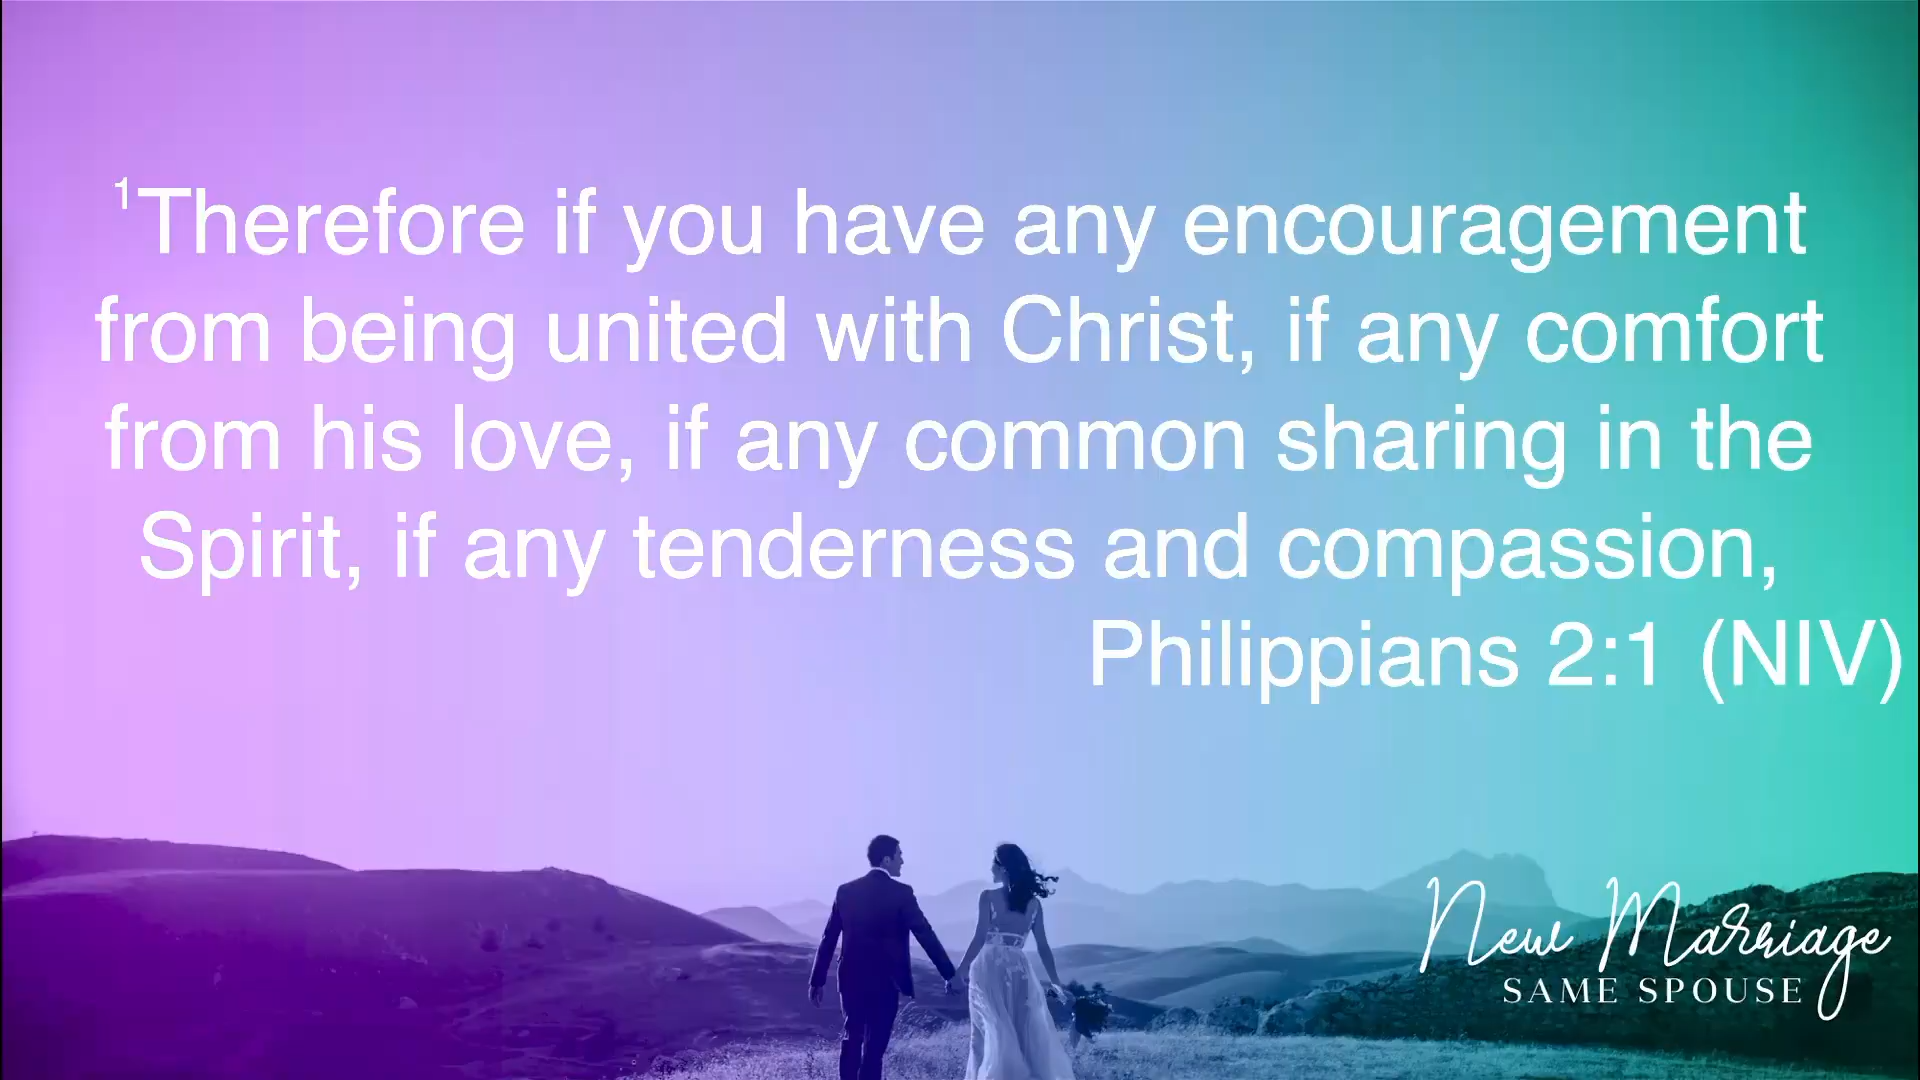 ¹Therefore if you have any encouragement
from being united with Christ, if any comfort
from his love, if any common sharing in the
Spirit, if any tenderness and compassion,
Philippians 2:1 (NIV)
New Marriage
SAME SPOUSE